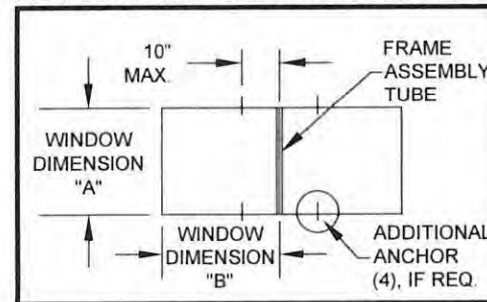 10"
MAX.
FRAME
ASSEMBLY
TUBE
WINDOW
DIMENSION
"A"
WINDOW
DIMENSION
"B"
ADDITIONAL
ANCHOR
(4), IF REQ.